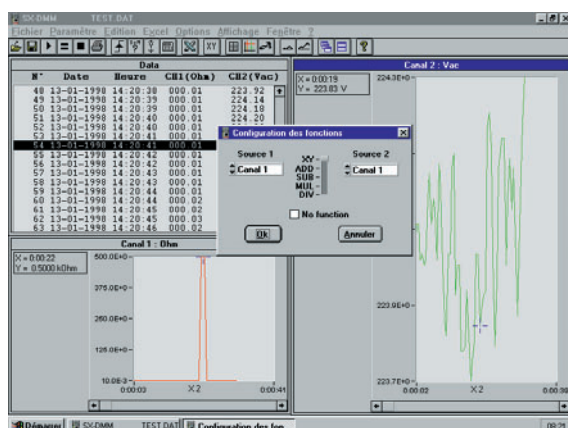 SX-DMM TEST.DAT
Fichier Paramètre Edition Excel Options Affichage Fenêtre ?
XY
Data
N° Date Heure CH1(Ohm) CH2(Vac)
48 13-01-1998 14:20:38 000.01 223.92
49 13-01-1998 14:20:39 000.01 224.14
50 13-01-1998 14:20:39 000.01 224.18
51 13-01-1998 14:20:40 000.01 224.20
52 13-01-1998 14:20:40 000.01
53 13-01-1998 14:20:41 000.01
54 13-01-1998 14:20:41 000.01
55 13-01-1998 14:20:42 000.01
56 13-01-1998 14:20:42 000.01
57 13-01-1998 14:20:43 000.01
58 13-01-1998 14:20:43 000.01
59 13-01-1998 14:20:44 000.01
60 13-01-1998 14:20:44 000.02
61 13-01-1998 14:20:45 000.02
62 13-01-1998 14:20:45 000.03
63 13-01-1998 14:20:46 000.02
Canal 2 : Vac
X = 0:00:19
Y = 223.83 V
224.3E+0
223.9E+0
223.7E+0
0:00:02 X 2
Configuration des fonctions
Source 1
Canal 1
XY
ADD
SUB
MUL
DIV
Source 2
Canal 1
No function
Ok
Annuler
Canal 1 : Ohm
X = 0:00:22
Y = 0.5000 kOhm
500.0E+0
375.0E+0
250.0E+0
125.0E+0
10.0E-3
0:00:03 X 2 0:00:41
Démarrer SX-DMM TEST.DAT Configuration des fon...